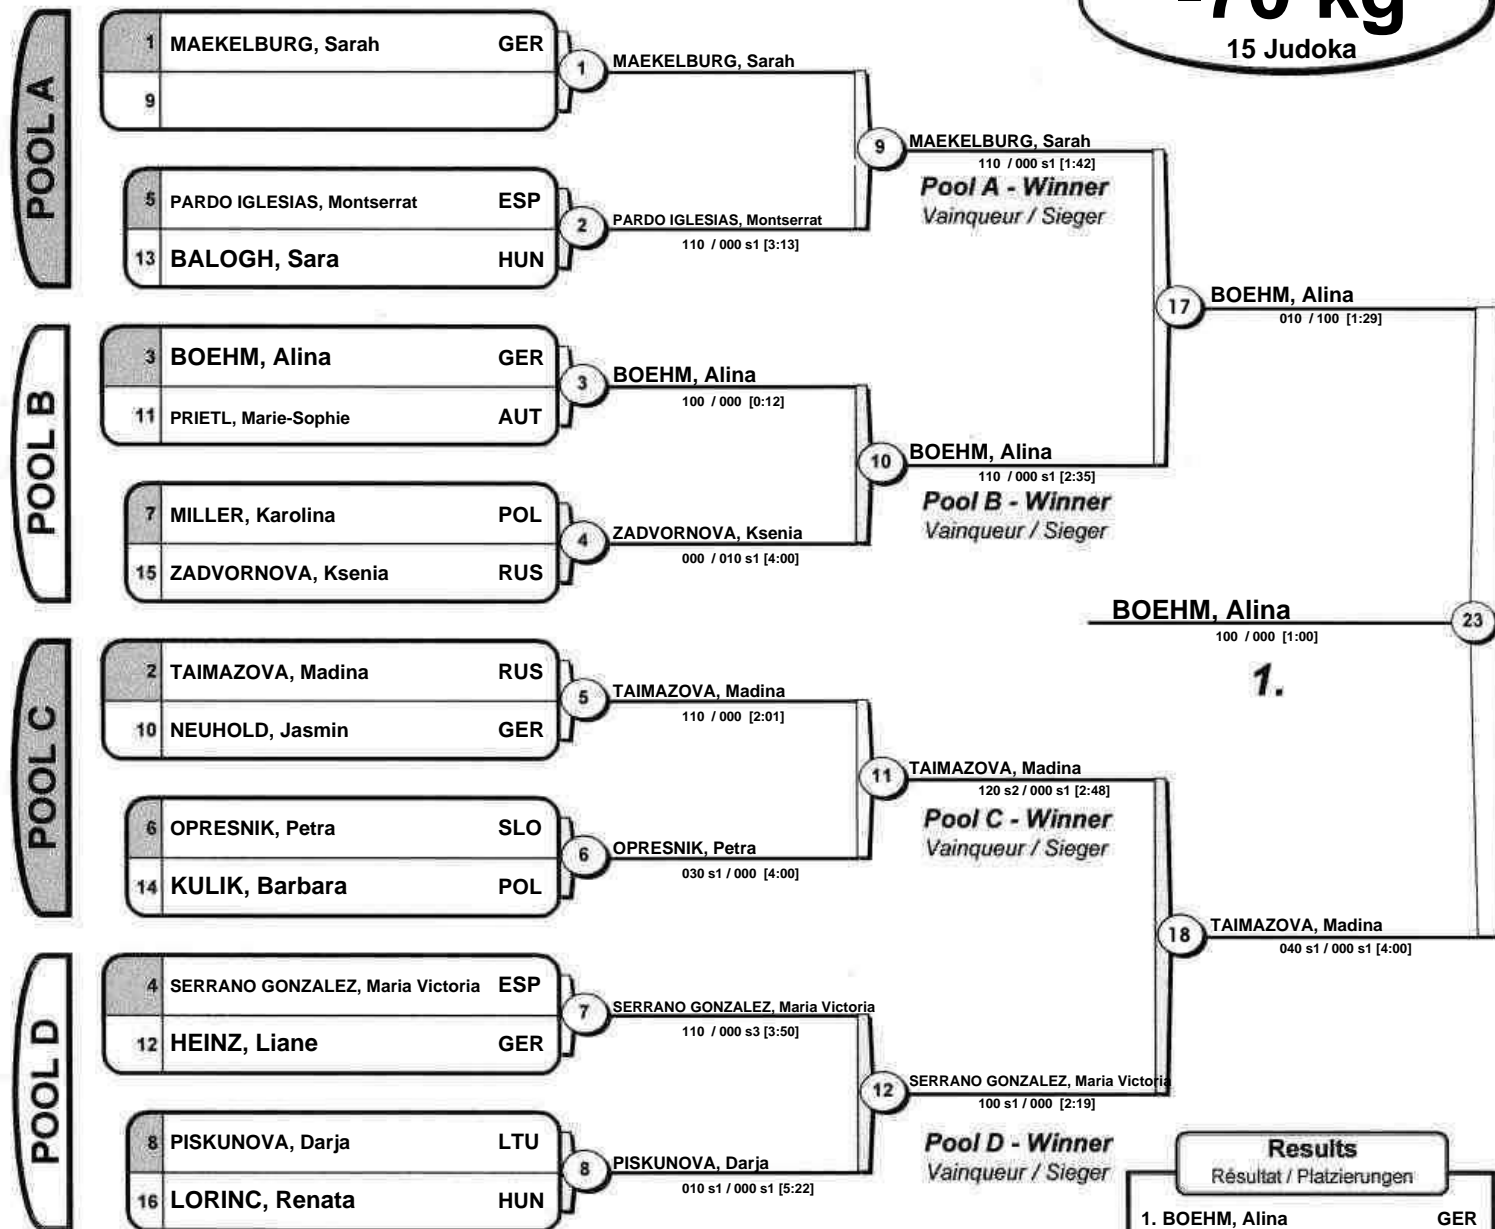 -70 kg
15 Judoka
POOL A
1 MAEKELBURG, Sarah GER
9
1 MAEKELBURG, Sarah
5 PARDO IGLESIAS, Montserrat ESP
13 BALOGH, Sara HUN
2 PARDO IGLESIAS, Montserrat
110 / 000 s1 [3:13]
9 MAEKELBURG, Sarah
110 / 000 s1 [1:42]
Pool A - Winner
Vainqueur / Sieger
POOL B
3 BOEHM, Alina GER
11 PRIETL, Marie-Sophie AUT
3 BOEHM, Alina
100 / 000 [0:12]
7 MILLER, Karolina POL
15 ZADVORNOVA, Ksenia RUS
4 ZADVORNOVA, Ksenia
000 / 010 s1 [4:00]
10 BOEHM, Alina
110 / 000 s1 [2:35]
Pool B - Winner
Vainqueur / Sieger
17 BOEHM, Alina
010 / 100 [1:29]
BOEHM, Alina 23
100 / 000 [1:00]
1.
POOL C
2 TAIMAZOVA, Madina RUS
10 NEUHOLD, Jasmin GER
5 TAIMAZOVA, Madina
110 / 000 [2:01]
6 OPRESNIK, Petra SLO
14 KULIK, Barbara POL
6 OPRESNIK, Petra
030 s1 / 000 [4:00]
11 TAIMAZOVA, Madina
120 s2 / 000 s1 [2:48]
Pool C - Winner
Vainqueur / Sieger
18 TAIMAZOVA, Madina
040 s1 / 000 s1 [4:00]
POOL D
4 SERRANO GONZALEZ, Maria Victoria ESP
12 HEINZ, Liane GER
7 SERRANO GONZALEZ, Maria Victoria
110 / 000 s3 [3:50]
8 PISKUNOVA, Darja LTU
16 LORINC, Renata HUN
8 PISKUNOVA, Darja
010 s1 / 000 s1 [5:22]
12 SERRANO GONZALEZ, Maria Victoria
100 s1 / 000 [2:19]
Pool D - Winner
Vainqueur / Sieger
Results
Résultat / Platzierungen
1. BOEHM, Alina GER